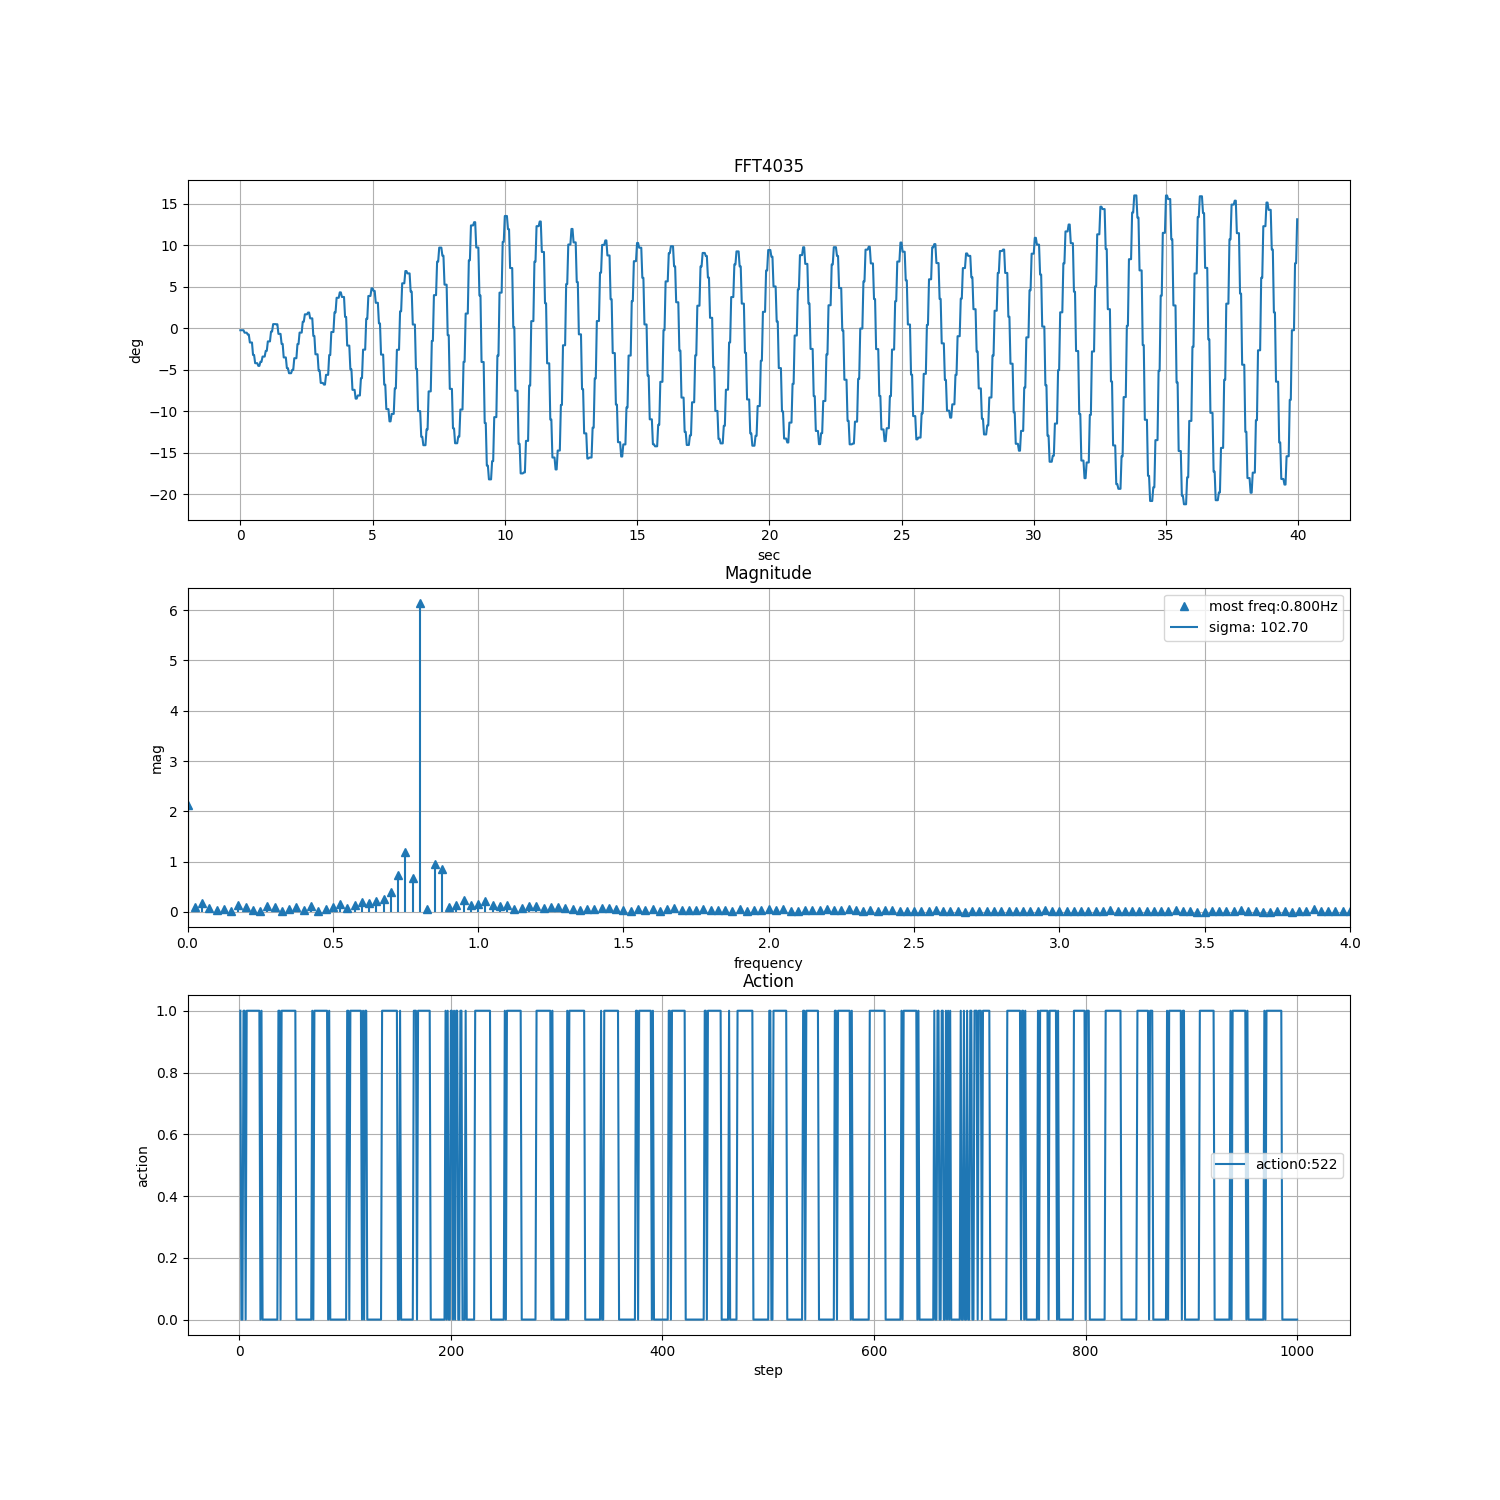 FFT4035
15
10
5
0
−5
−10
−15
−20
deg
0 5 10 15 20 25 30 35 40
sec
Magnitude
6
5
4
3
2
1
0
mag
most freq:0.800Hz
sigma: 102.70
0.0 0.5 1.0 1.5 2.0 2.5 3.0 3.5 4.0
frequency
Action
1.0
0.8
0.6
0.4
0.2
0.0
action
action0:522
0 200 400 600 800 1000
step